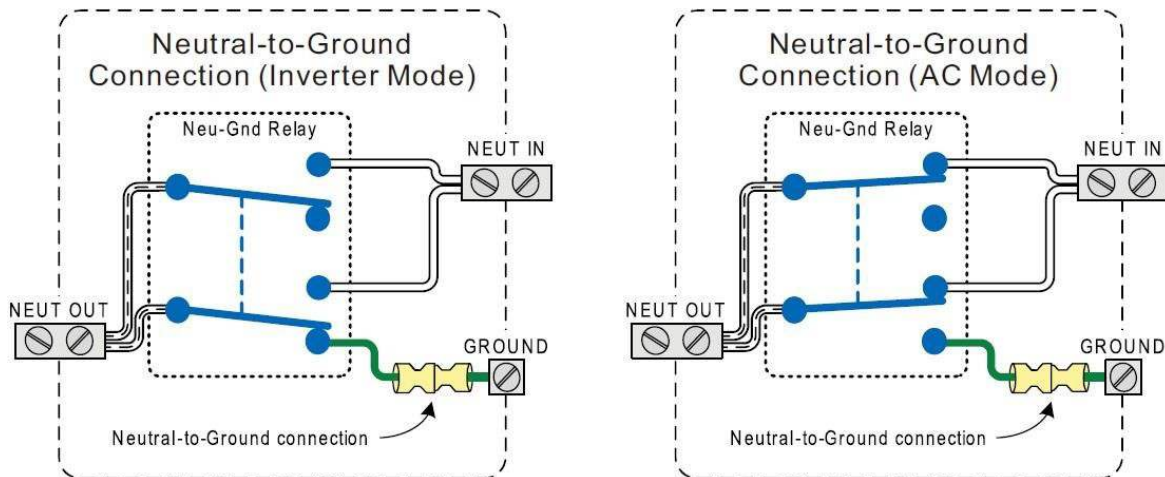 Neutral-to-Ground
Connection (Inverter Mode)
Neu-Gnd Relay
NEUT IN
NEUT OUT
GROUND
Neutral-to-Ground connection
Neutral-to-Ground
Connection (AC Mode)
Neu-Gnd Relay
NEUT IN
NEUT OUT
GROUND
Neutral-to-Ground connection